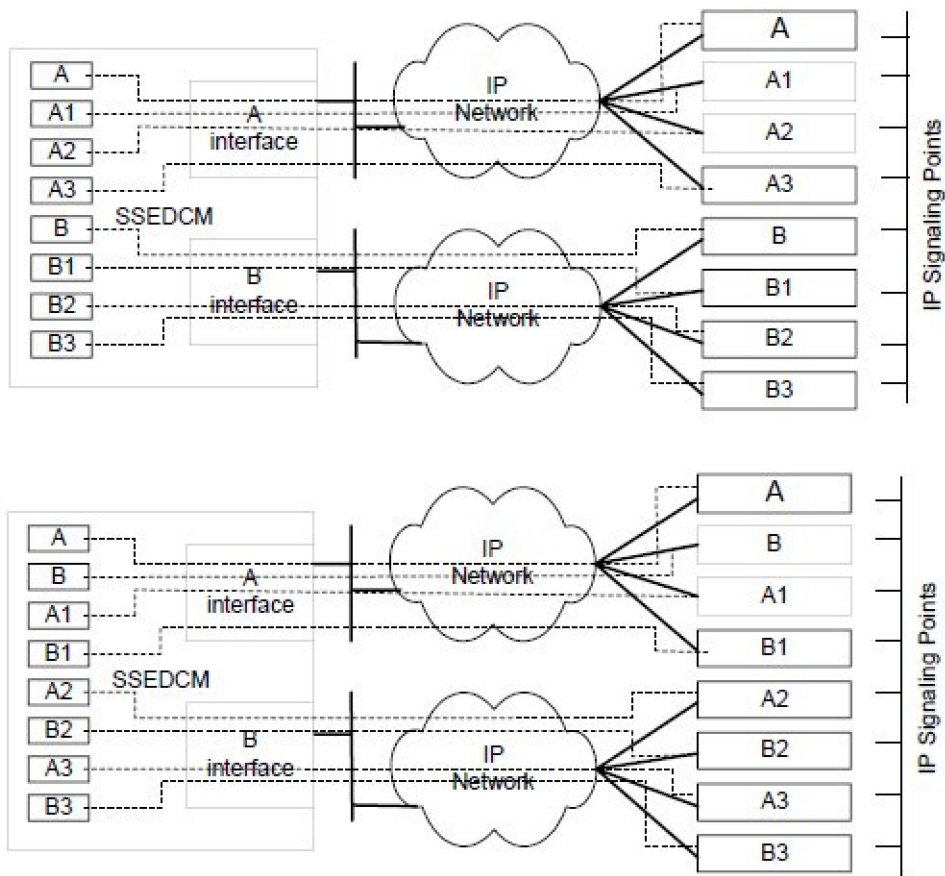 A
A1
A2
A3
SSEDCM
B
B1
B2
B3
A
interface
B
interface
IP
Network
IP
Network
A
A1
A2
A3
B
B1
B2
B3
IP Signaling Points
A
B
A1
B1
SSEDCM
A2
B2
A3
B3
A
interface
B
interface
IP
Network
IP
Network
A
B
A1
B1
A2
B2
A3
B3
IP Signaling Points